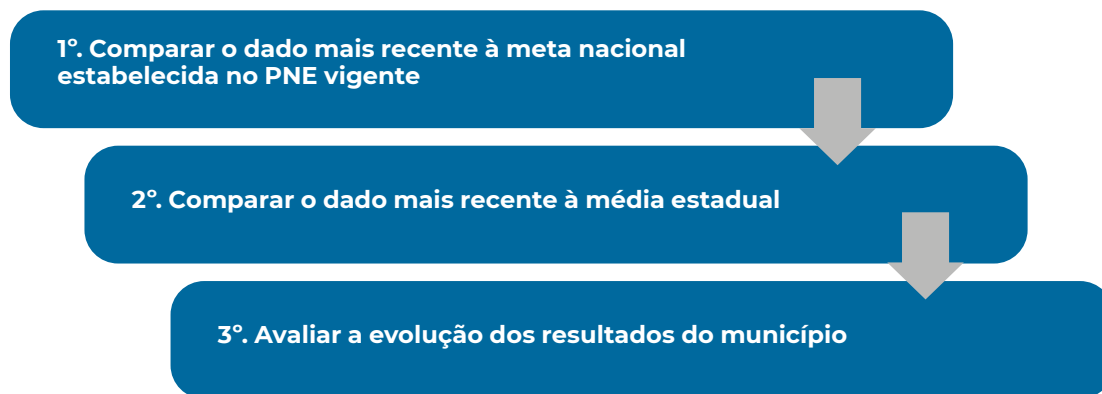 1º. Comparar o dado mais recente à meta nacional
estabelecida no PNE vigente
2º. Comparar o dado mais recente à média estadual
3º. Avaliar a evolução dos resultados do município